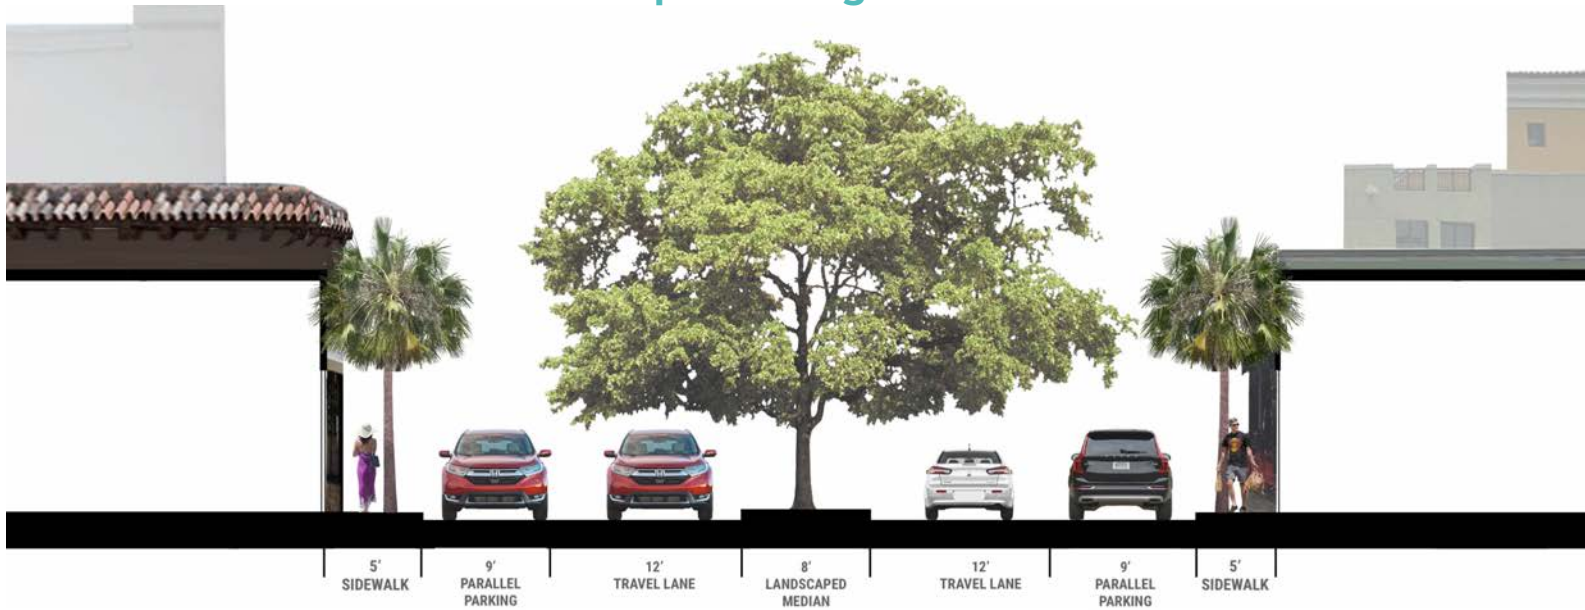 5'
SIDEWALK
9'
PARALLEL
PARKING
12'
TRAVEL LANE
8'
LANDSCAPED
MEDIAN
12'
TRAVEL LANE
9'
PARALLEL
PARKING
5'
SIDEWALK